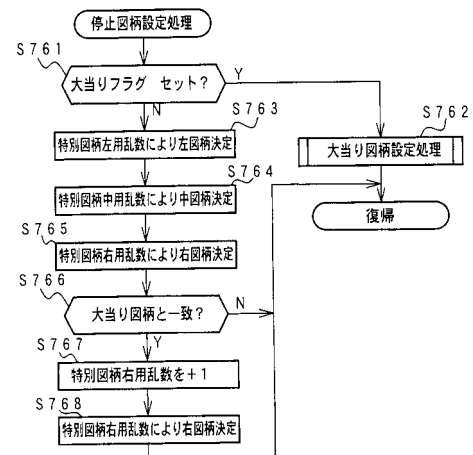 停止図柄設定処理
S761
大当りフラグ セット?
Y
N
S762
大当り図柄設定処理
復帰
S763
特別図柄左用乱数により左図柄決定
S764
特別図柄中用乱数により中図柄決定
S765
特別図柄右用乱数により右図柄決定
S766
大当り図柄と一致?
N
Y
S767
特別図柄右用乱数を+1
S768
特別図柄右用乱数により右図柄決定